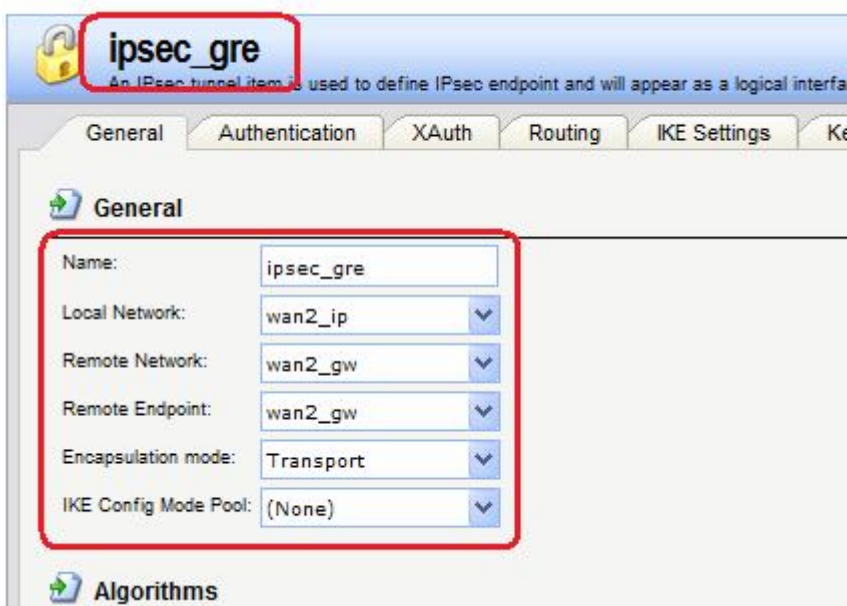 ipsec_gre
An IPsec tunnel item is used to define IPsec endpoint and will appear as a logical
General Authentication XAuth Routing IKE Settings
General
Name: ipsec_gre
Local Network: wan2_ip
Remote Network: wan2_gw
Remote Endpoint: wan2_gw
Encapsulation mode: Transport
IKE Config Mode Pool: (None)
Algorithms